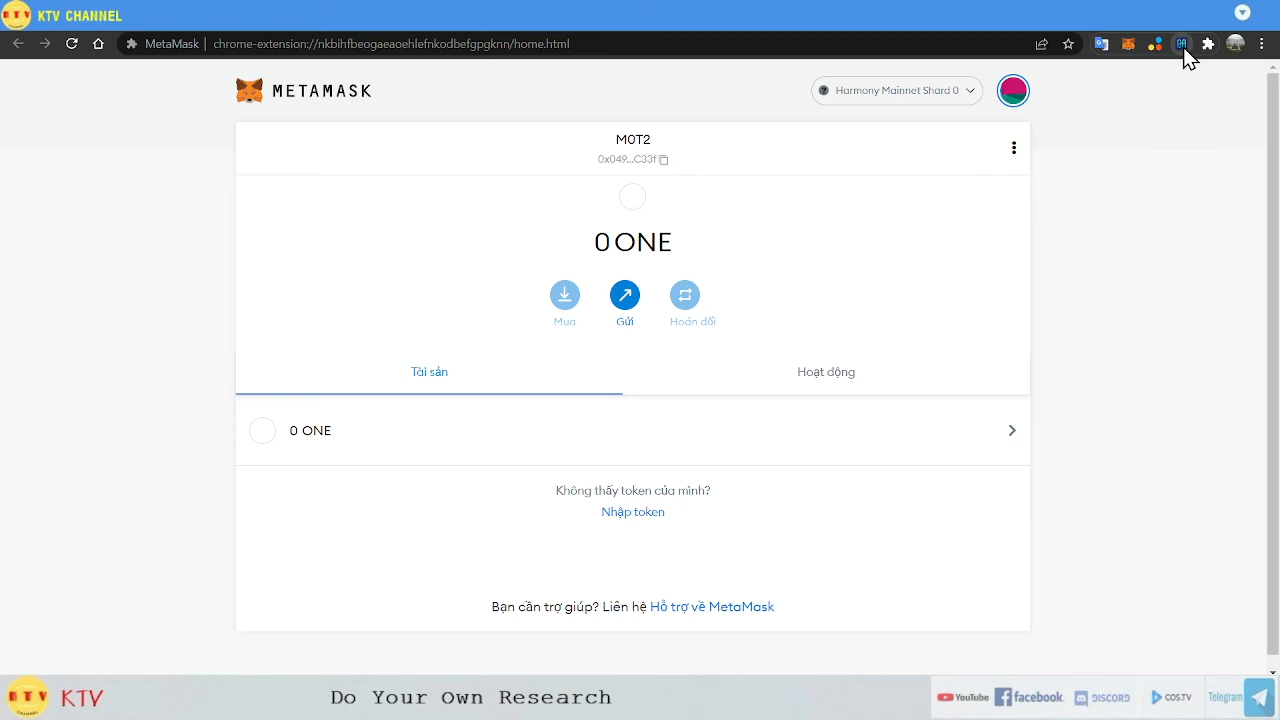 KTV CHANNEL
MetaMask | chrome-extension://nkbihfbeogaeaoehlefnkodbefgpgknn/home.html
METAMASK
Harmony Mainnet Shard 0
M0T2
0x049...C33f
0 ONE
Mua
Gửi
Hoán đổi
Tài sản
Hoạt động
0 ONE
Không thấy token của mình?
Nhập token
Bạn cần trợ giúp? Liên hệ Hỗ trợ về MetaMask
KTV
KTV
Do Your Own Research
YouTube
facebook
DISCORD
COS.TV
Telegram